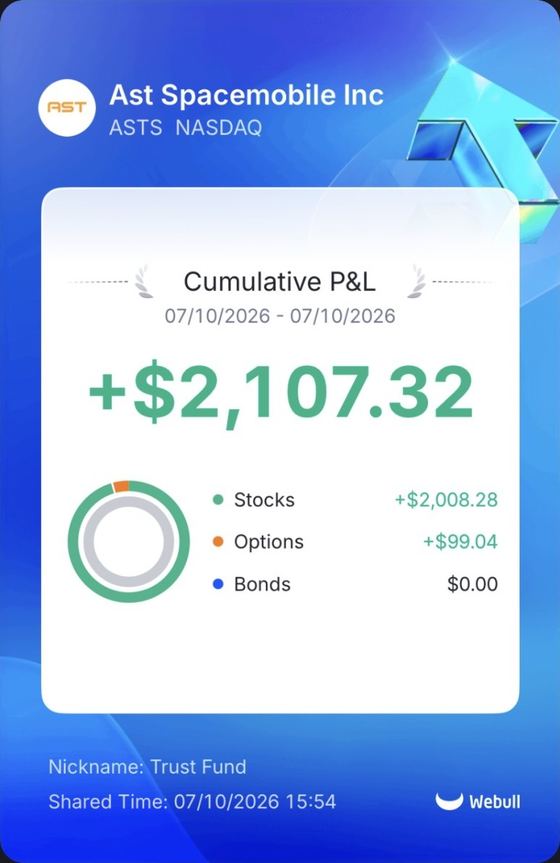 AST
Ast Spacemobile Inc
ASTS NASDAQ
Cumulative P&L
07/10/2026 - 07/10/2026
+$2,107.32
Stocks +$2,008.28
Options +$99.04
Bonds $0.00
Nickname: Trust Fund
Shared Time: 07/10/2026 15:54
Webull